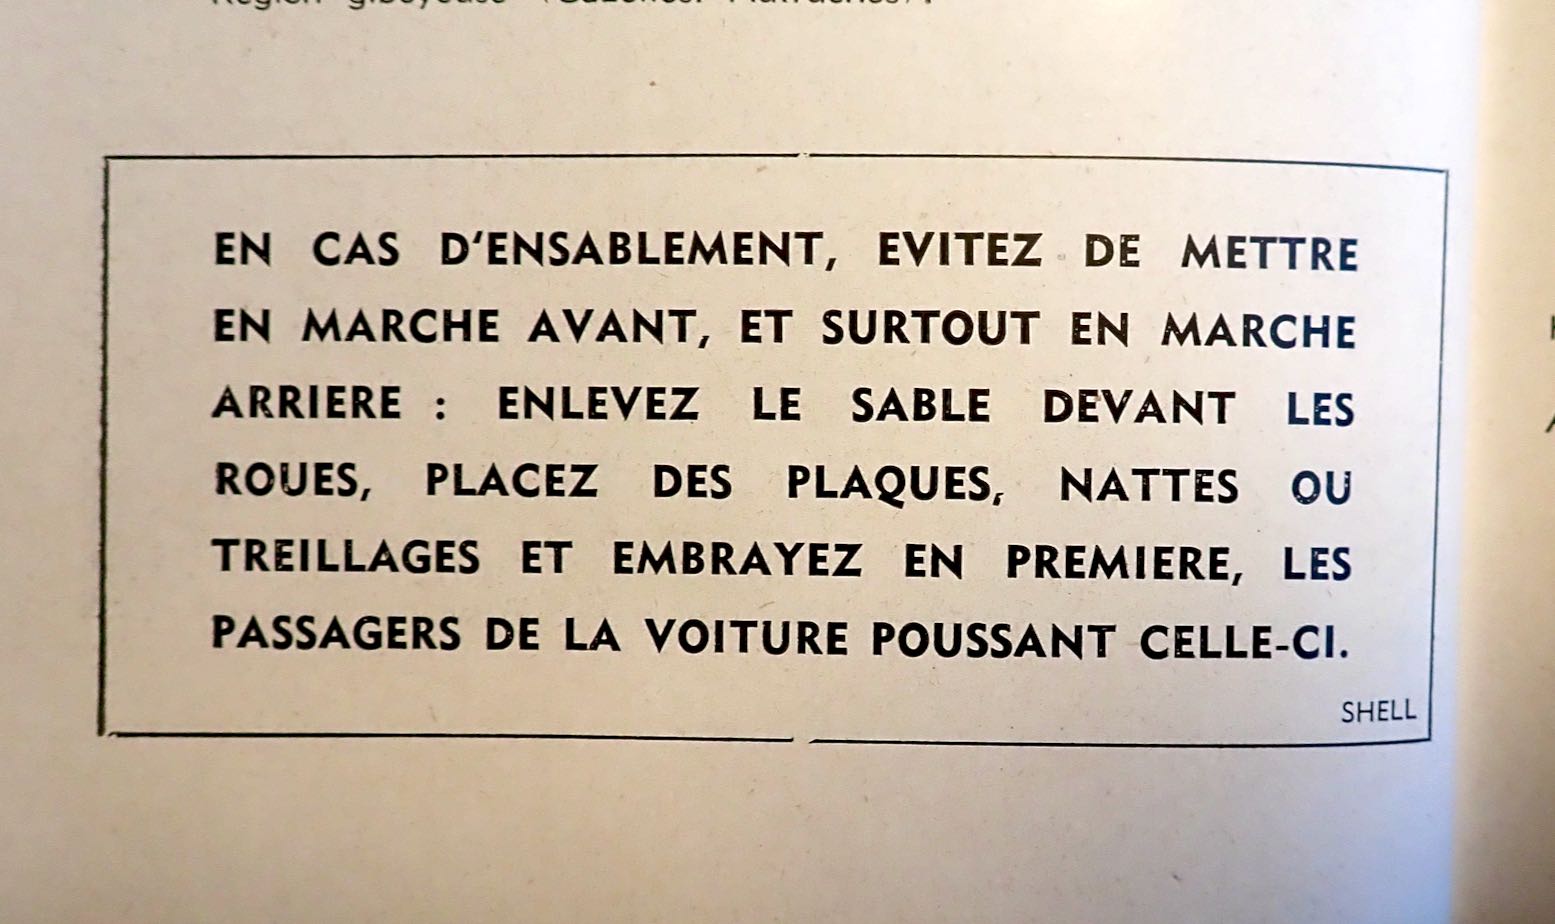 EN CAS D'ENSABLEMENT, EVITEZ DE METTRE
EN MARCHE AVANT, ET SURTOUT EN MARCHE
ARRIERE : ENLEVEZ LE SABLE DEVANT LES
ROUES, PLACEZ DES PLAQUES, NATTES OU
TREILLAGES ET EMBRAYEZ EN PREMIERE, LES
PASSAGERS DE LA VOITURE POUSSANT CELLE-CI.
SHELL